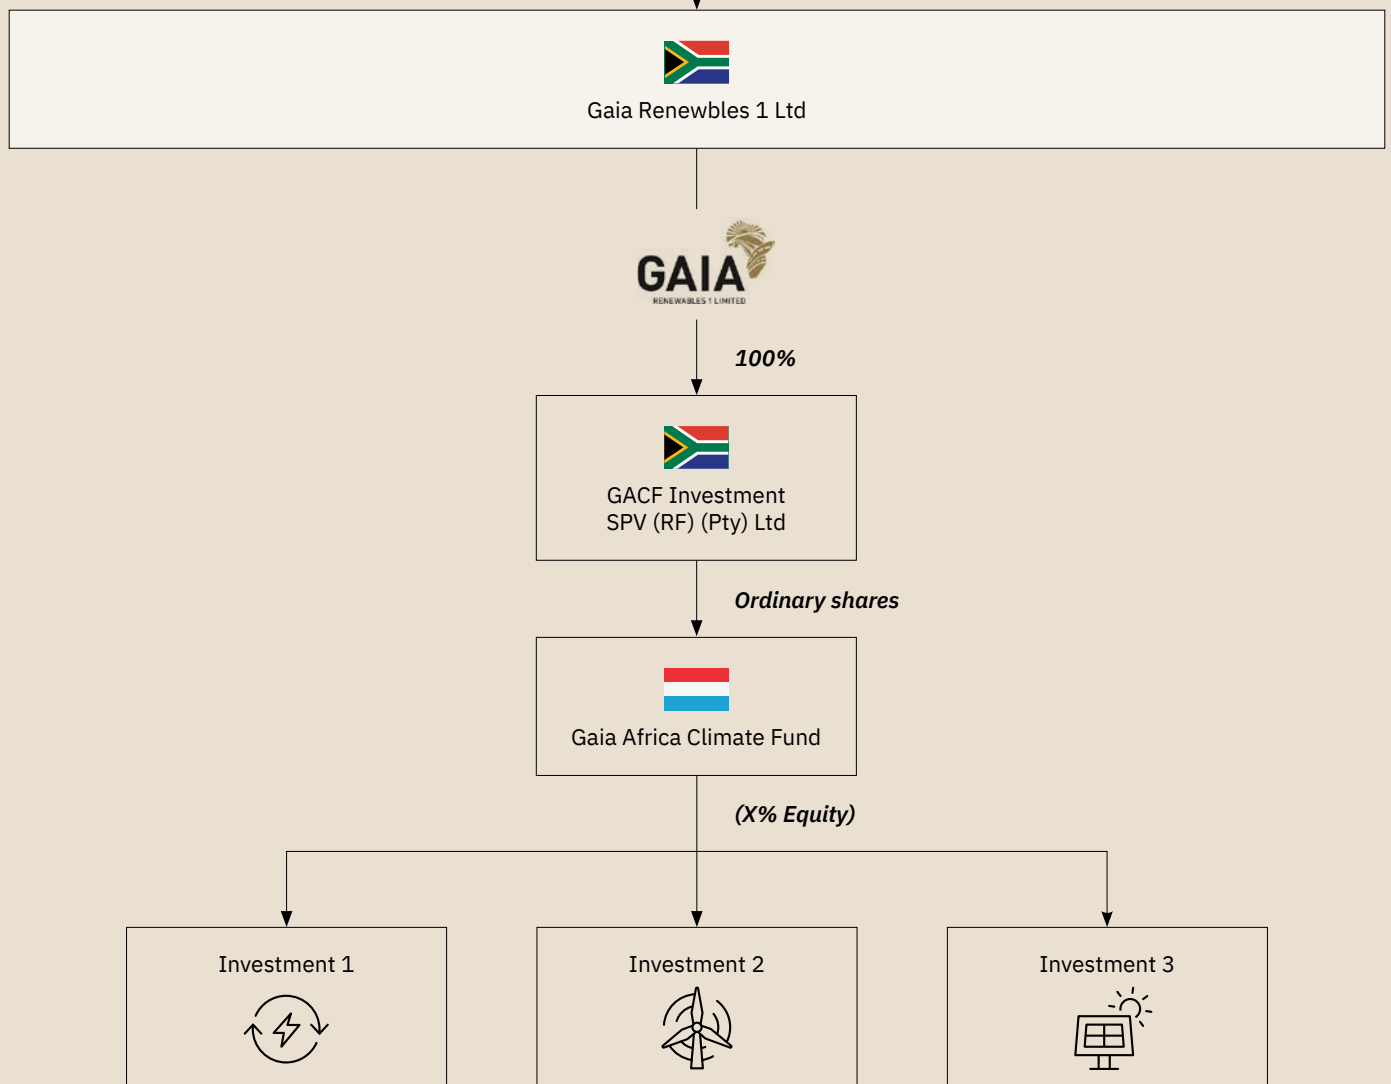 Gaia Renewbles 1 Ltd
GAIA
RENEWABLES 1 LIMITED
100%
GACF Investment
SPV (RF) (Pty) Ltd
Ordinary shares
Gaia Africa Climate Fund
(X% Equity)
Investment 1
Investment 2
Investment 3